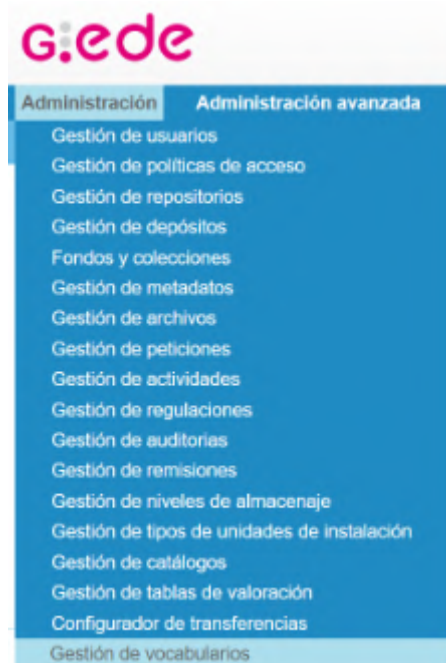 G:ede
Administración Administración avanzada
Gestión de usuarios
Gestión de políticas de acceso
Gestión de repositorios
Gestión de depósitos
Fondos y colecciones
Gestión de metadatos
Gestión de archivos
Gestión de peticiones
Gestión de actividades
Gestión de regulaciones
Gestión de auditorias
Gestión de remisiones
Gestión de niveles de almacenaje
Gestión de tipos de unidades de instalación
Gestión de catálogos
Gestión de tablas de valoración
Configurador de transferencias
Gestión de vocabularios